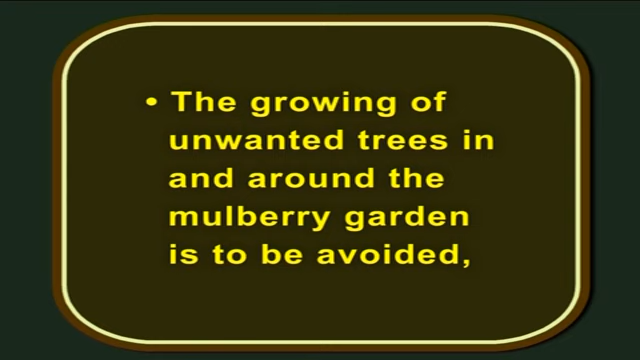 • The growing of
unwanted trees in
and around the
mulberry garden
is to be avoided,